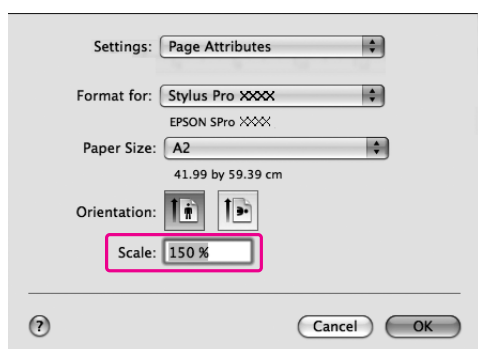 Settings: Page Attributes
Format for: Stylus Pro XXXX
EPSON SPro XXXX
Paper Size: A2
41.99 by 59.39 cm
Orientation:
Scale: 150 %
? Cancel OK